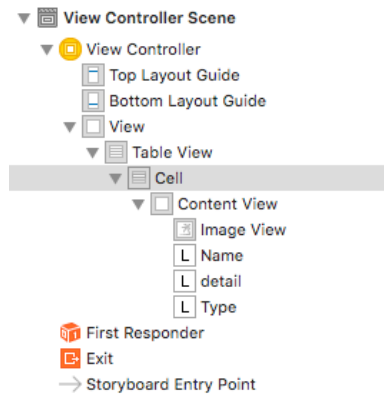 View Controller Scene
View Controller
Top Layout Guide
Bottom Layout Guide
View
Table View
Cell
Content View
Image View
L Name
L detail
L Type
First Responder
Exit
Storyboard Entry Point